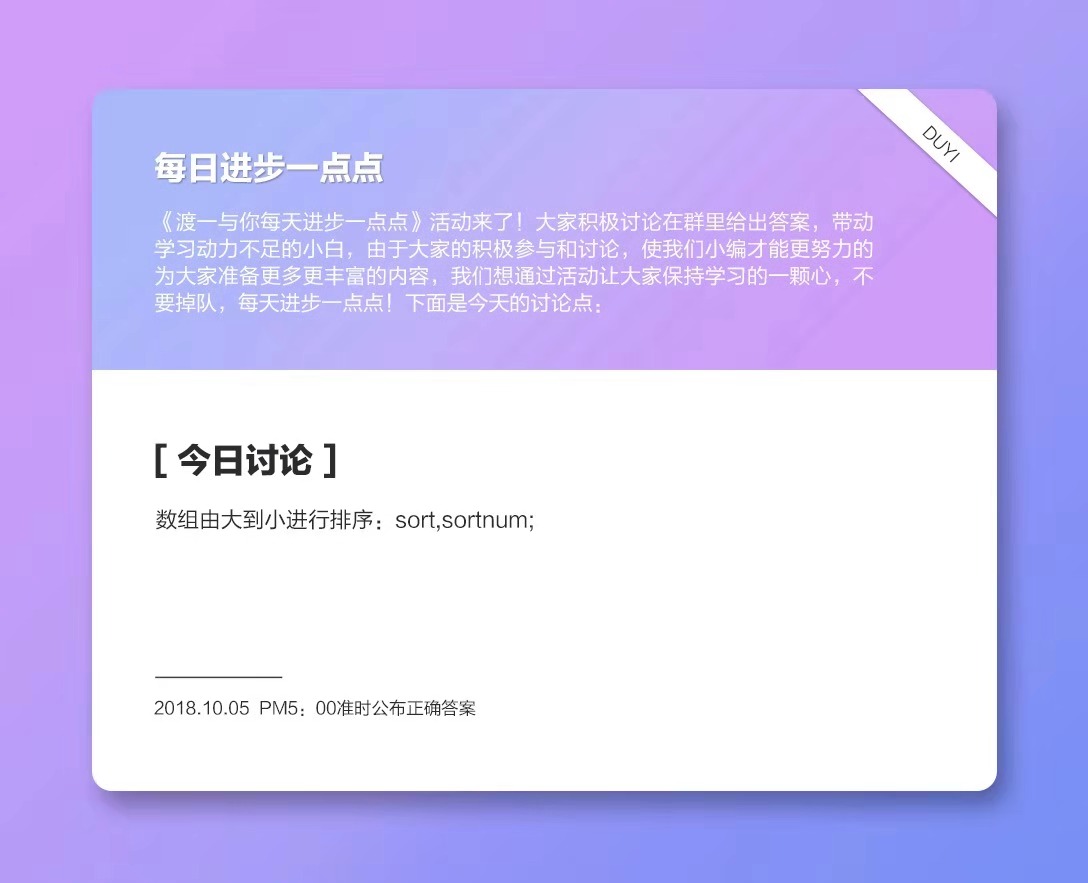 DUYI
每日进步一点点
《渡一与你每天进步一点点》活动来了！大家积极讨论在群里给出答案，带动
学习动力不足的小白，由于大家的积极参与和讨论，使我们小编才能更努力的
为大家准备更多更丰富的内容，我们想通过活动让大家保持学习的一颗心，不
要掉队，每天进步一点点！下面是今天的讨论点：
[ 今日讨论 ]
数组由大到小进行排序：sort,sortnum;
2018.10.05 PM5：00准时公布正确答案